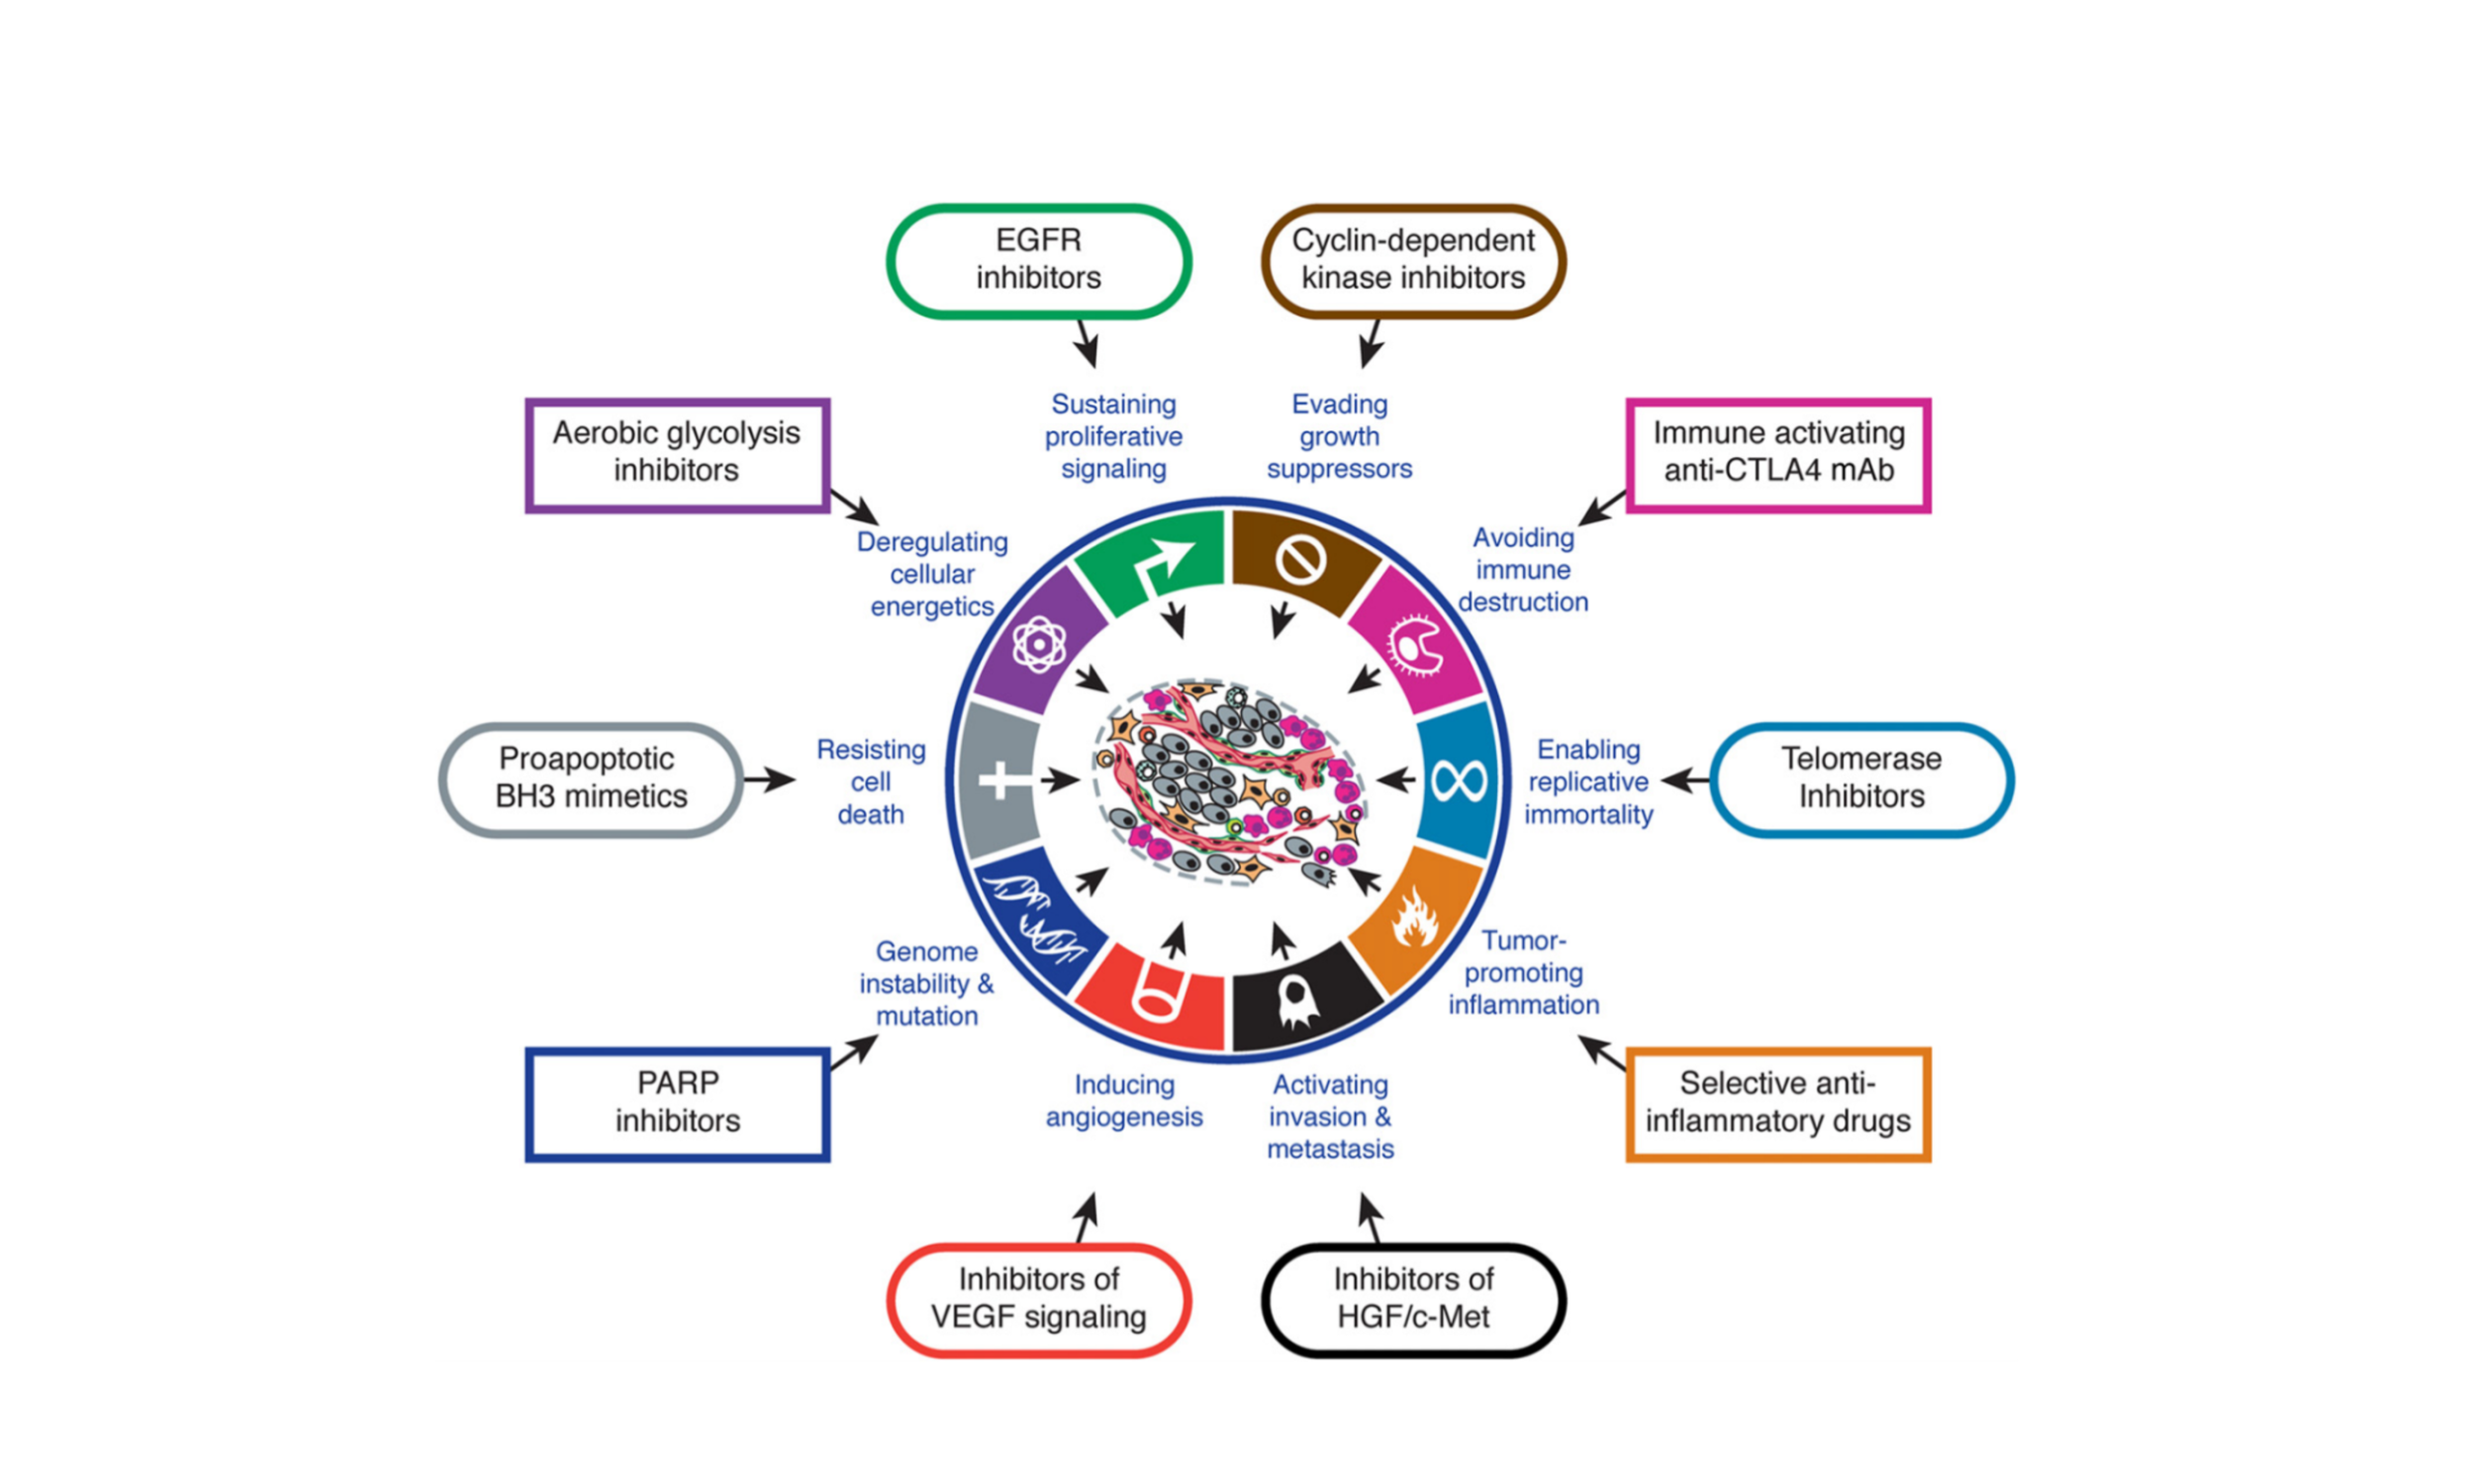 EGFR
inhibitors
Cyclin-dependent
kinase inhibitors
Sustaining
proliferative
signaling
Evading
growth
suppressors
Aerobic glycolysis
inhibitors
Immune activating
anti-CTLA4 mAb
Deregulating
cellular
energetics
Avoiding
immune
destruction
Proapoptotic
BH3 mimetics
Resisting
cell
death
Enabling
replicative
immortality
Telomerase
Inhibitors
Genome
instability &
mutation
Tumor-
promoting
inflammation
PARP
inhibitors
Inducing
angiogenesis
Activating
invasion &
metastasis
Selective anti-
inflammatory drugs
Inhibitors of
VEGF signaling
Inhibitors of
HGF/c-Met